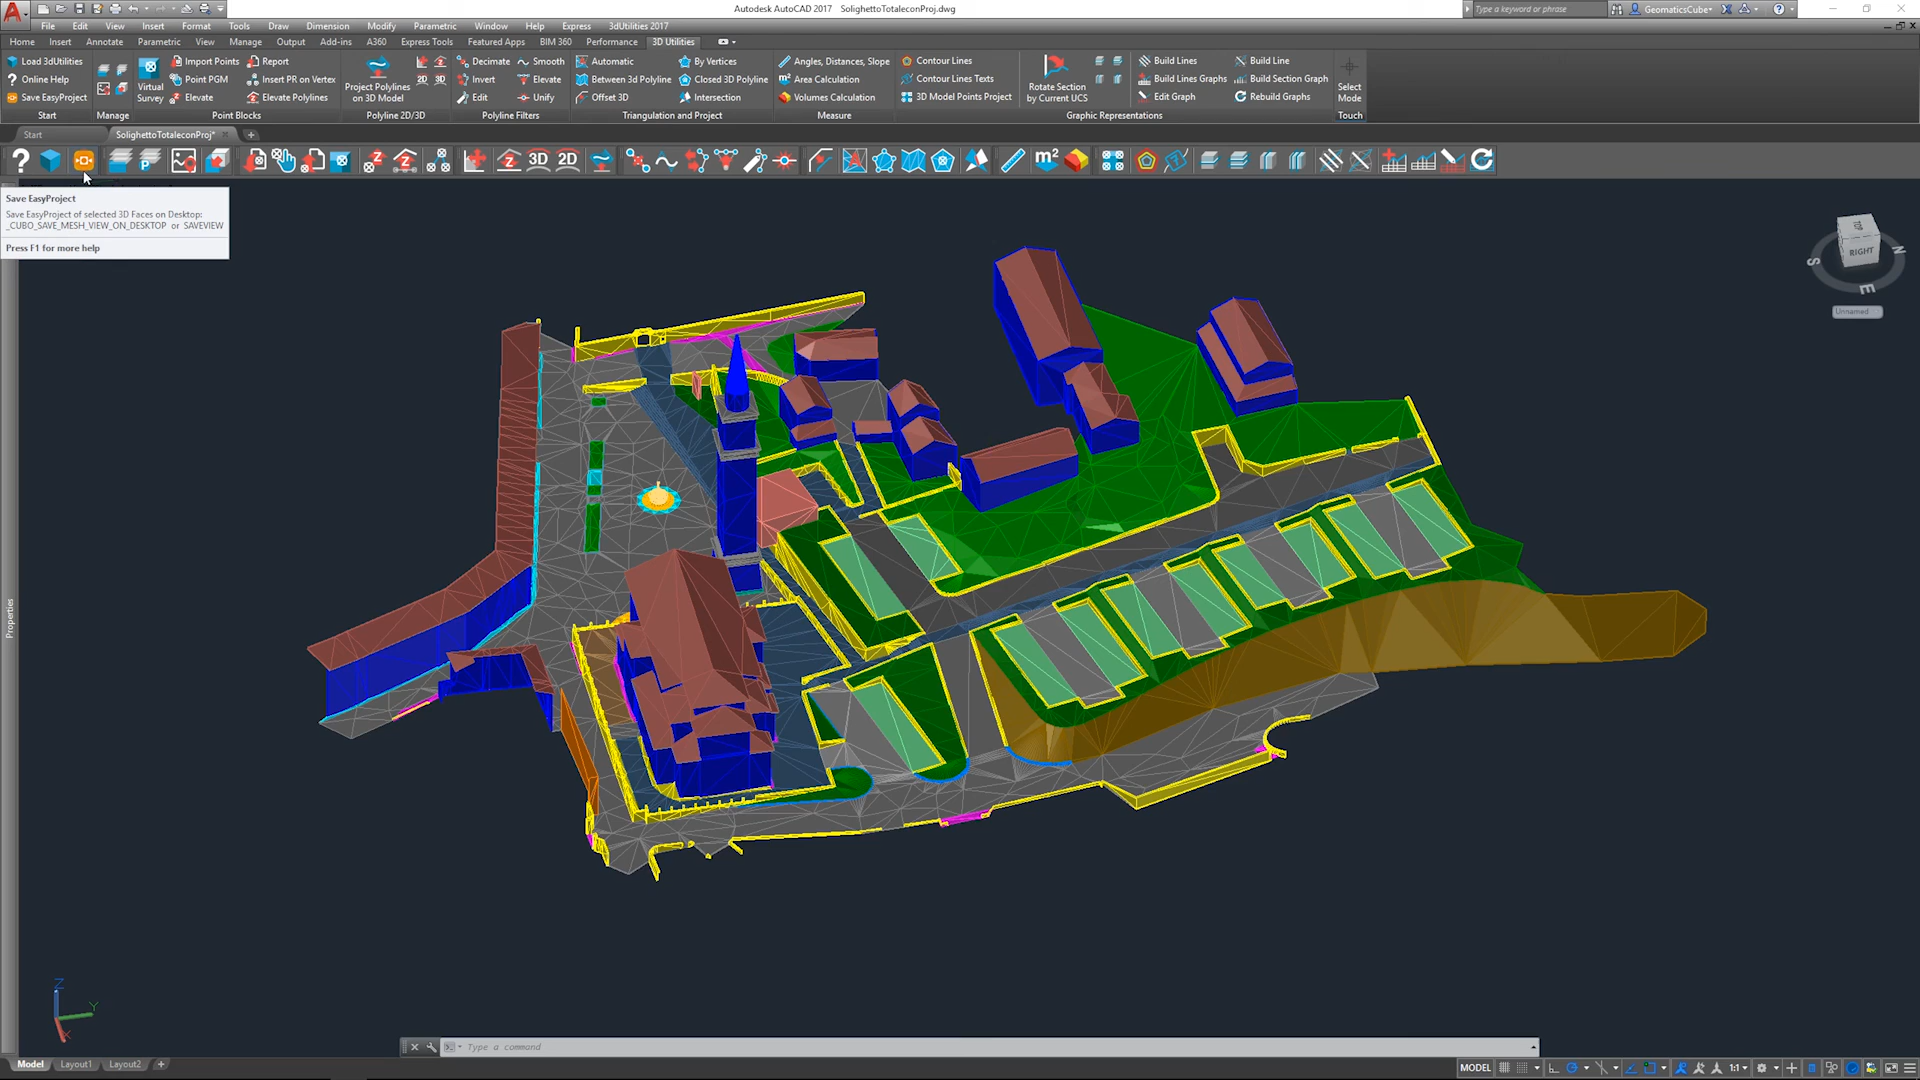 Autodesk AutoCAD 2017 SolighettoTotaleconProj.dwg
Type a keyword or phrase
GeomaticsCube
File Edit View Insert Format Tools Draw Dimension Modify Parametric Window Help Express 3dUtilities 2017
Home Insert Annotate Parametric View Manage Output Add-ins A360 Express Tools Featured Apps BIM 360 Performance 3D Utilities
Load 3dUtilities
Online Help
Save EasyProject
Start
Manage
Virtual Survey
Import Points
Point PGM
Elevate
Report
Insert PR on Vertex
Elevate Polylines
Point Blocks
Project Polylines
on 3D Model
2D 3D
Polyline 2D/3D
Decimate
Invert
Edit
Smooth
Elevate
Unify
Polyline Filters
Automatic
Between 3d Polyline
Offset 3D
By Vertices
Closed 3D Polyline
Intersection
Triangulation and Project
Angles, Distances, Slope
Area Calculation
Volumes Calculation
Measure
Contour Lines
Contour Lines Texts
3D Model Points Project
Rotate Section
by Current UCS
Build Lines
Build Lines Graphs
Edit Graph
Build Line
Build Section Graph
Rebuild Graphs
Graphic Representations
Select
Mode
Touch
Start
SolighettoTotaleconProj*
3D 2D
m²
Save EasyProject
Save EasyProject of selected 3D Faces on Desktop:
_CUBO_SAVE_MESH_VIEW_ON_DESKTOP or SAVEVIEW
Press F1 for more help
TOP
RIGHT
S N E
Unnamed
Properties
Z
Y
X
Type a command
Model Layout1 Layout2
MODEL
1:1